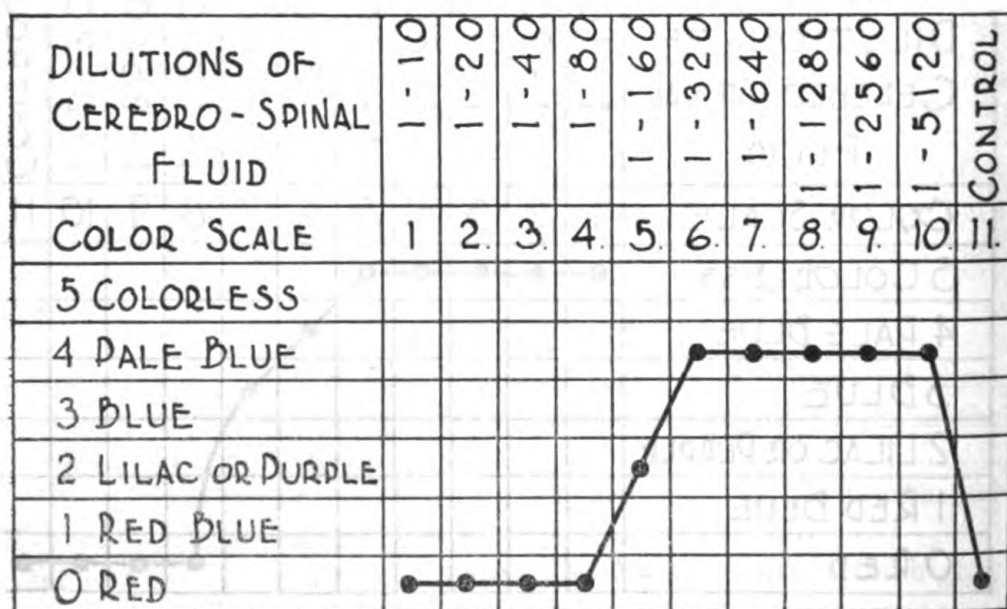 DILUTIONS OF
CEREBRO-SPINAL
FLUID
1-10
1-20
1-40
1-80
1-160
1-320
1-640
1-1280
1-2560
1-5120
CONTROL
COLOR SCALE 1 2. 3. 4. 5. 6. 7. 8. 9. 10. 11.
5 COLORLESS
4 PALE BLUE
3 BLUE
2 LILAC OR PURPLE
1 RED BLUE
0 RED